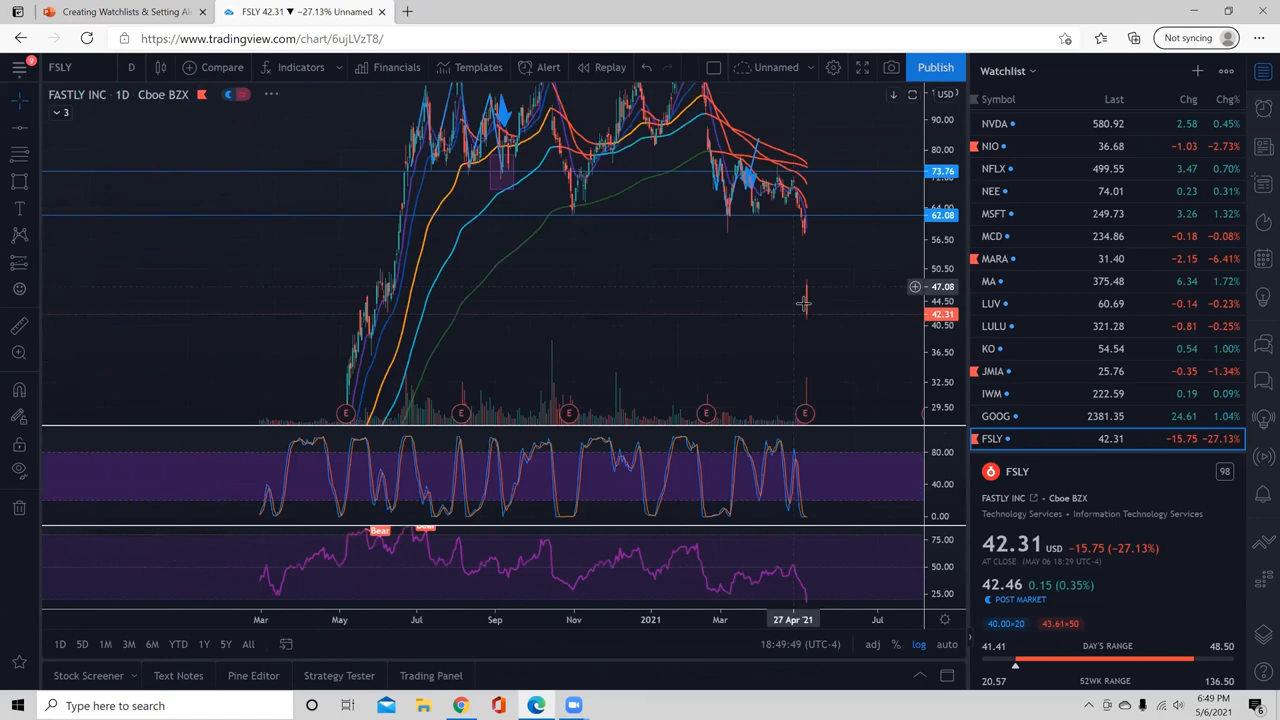 Creating Watchlists & Setting Al
FSLY 42.31 ▼ −27.13% Unnamed
https://www.tradingview.com/chart/6ujLVzT8/
Not syncing
9
FSLY
D
Compare
Indicators
Financials
Templates
Alert
Replay
Unnamed
Publish
FASTLY INC • 1D • Cboe BZX
3
USD
90.00
80.00
73.76
62.08
56.50
50.50
47.08
44.50
42.31
40.50
36.50
32.50
29.50
E E E E E
80.00
40.00
0.00
Bear
75.00
50.00
25.00
Mar May Jul Sep Nov 2021 Mar 27 Apr '21 Jul
1D 5D 1M 3M 6M YTD 1Y 5Y All
18:49:49 (UTC-4) adj % log auto
Stock Screener Text Notes Pine Editor Strategy Tester Trading Panel
Watchlist
Symbol Last Chg Chg%
NVDA 580.92 2.58 0.45%
NIO 36.68 −1.03 −2.73%
NFLX 499.55 3.47 0.70%
NEE 74.01 0.23 0.31%
MSFT 249.73 3.26 1.32%
MCD 234.86 −0.18 −0.08%
MARA 31.40 −2.15 −6.41%
MA 375.48 6.34 1.72%
LUV 60.69 −0.14 −0.23%
LULU 321.28 −0.81 −0.25%
KO 54.54 0.54 1.00%
JMIA 25.76 −0.35 −1.34%
IWM 222.59 0.19 0.09%
GOOG 2381.35 24.61 1.04%
FSLY 42.31 −15.75 −27.13%
FSLY
98
FASTLY INC • Cboe BZX
Technology Services • Information Technology Services
42.31 USD −15.75 (−27.13%)
AT CLOSE (MAY 06 18:29 UTC-4)
42.46 0.15 (0.35%)
POST MARKET
40.00×20 43.61×50
41.41 DAY'S RANGE 48.50
20.57 52WK RANGE 136.50
Type here to search
6:49 PM
5/6/2021
6